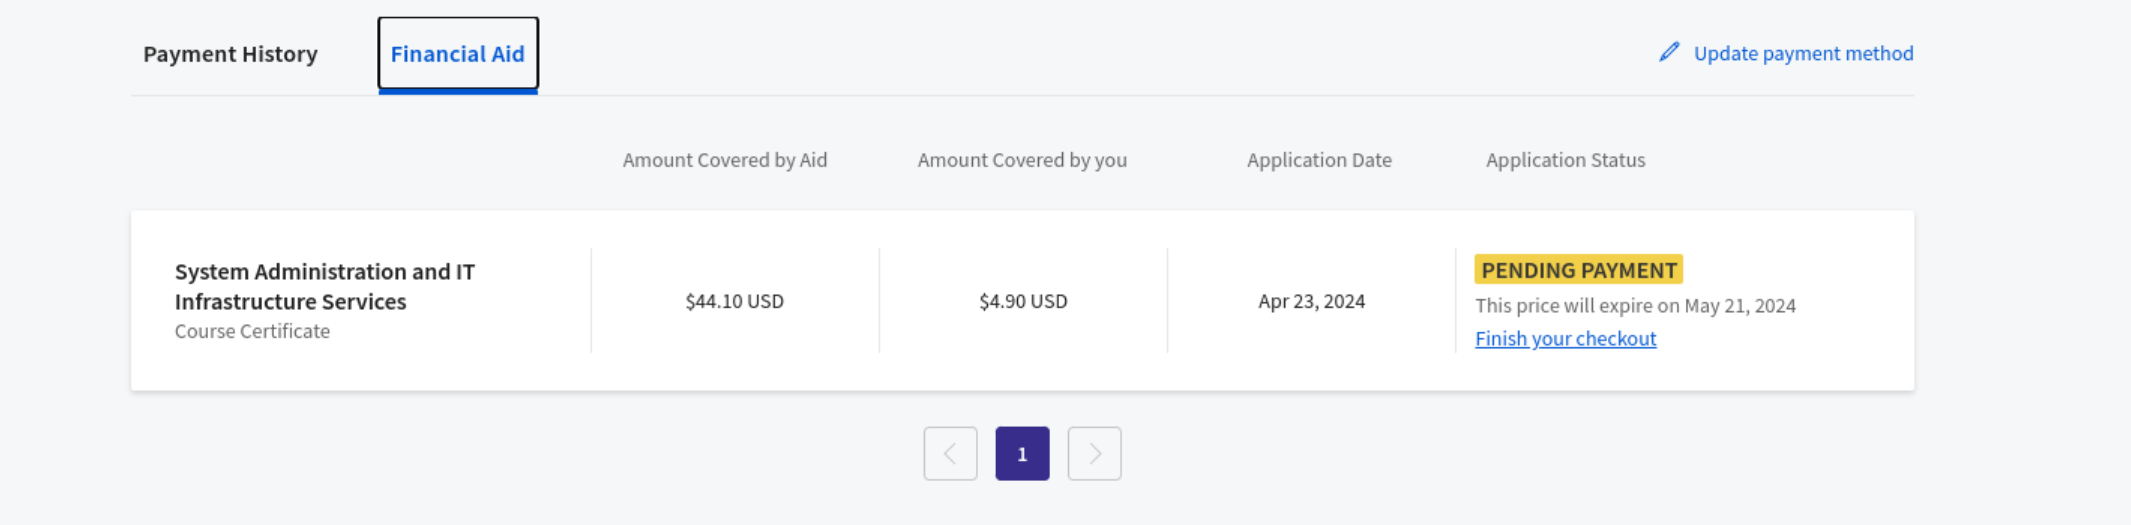 Payment History
Financial Aid
Update payment method
Amount Covered by Aid
Amount Covered by you
Application Date
Application Status
System Administration and IT
Infrastructure Services
Course Certificate
$44.10 USD
$4.90 USD
Apr 23, 2024
PENDING PAYMENT
This price will expire on May 21, 2024
Finish your checkout
1